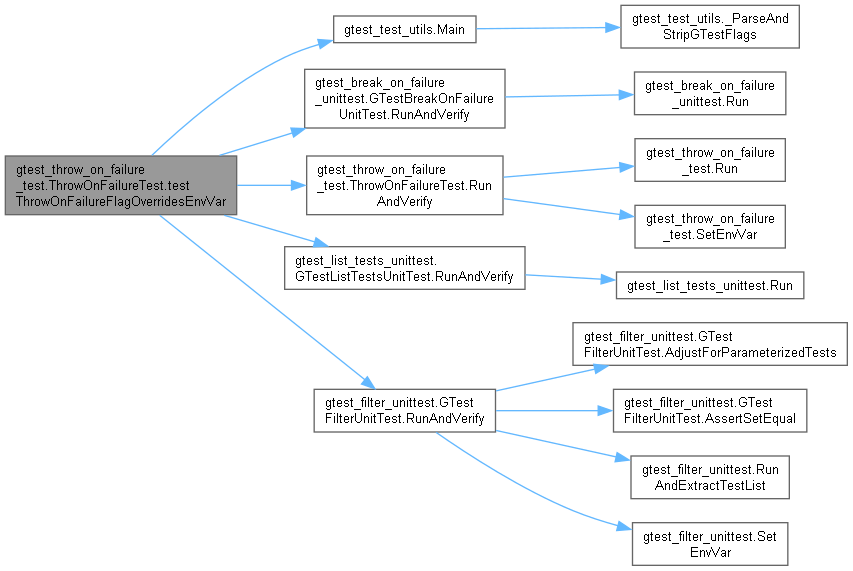 gtest_test_utils.Main
gtest_test_utils._ParseAnd
StripGTestFlags
gtest_break_on_failure
_unittest.GTestBreakOnFailure
UnitTest.RunAndVerify
gtest_break_on_failure
_unittest.Run
gtest_throw_on_failure
_test.ThrowOnFailureTest.test
ThrowOnFailureFlagOverridesEnvVar
gtest_throw_on_failure
_test.ThrowOnFailureTest.Run
AndVerify
gtest_throw_on_failure
_test.Run
gtest_throw_on_failure
_test.SetEnvVar
gtest_list_tests_unittest.
GTestListTestsUnitTest.RunAndVerify
gtest_list_tests_unittest.Run
gtest_filter_unittest.GTest
FilterUnitTest.AdjustForParameterizedTests
gtest_filter_unittest.GTest
FilterUnitTest.RunAndVerify
gtest_filter_unittest.GTest
FilterUnitTest.AssertSetEqual
gtest_filter_unittest.Run
AndExtractTestList
gtest_filter_unittest.Set
EnvVar